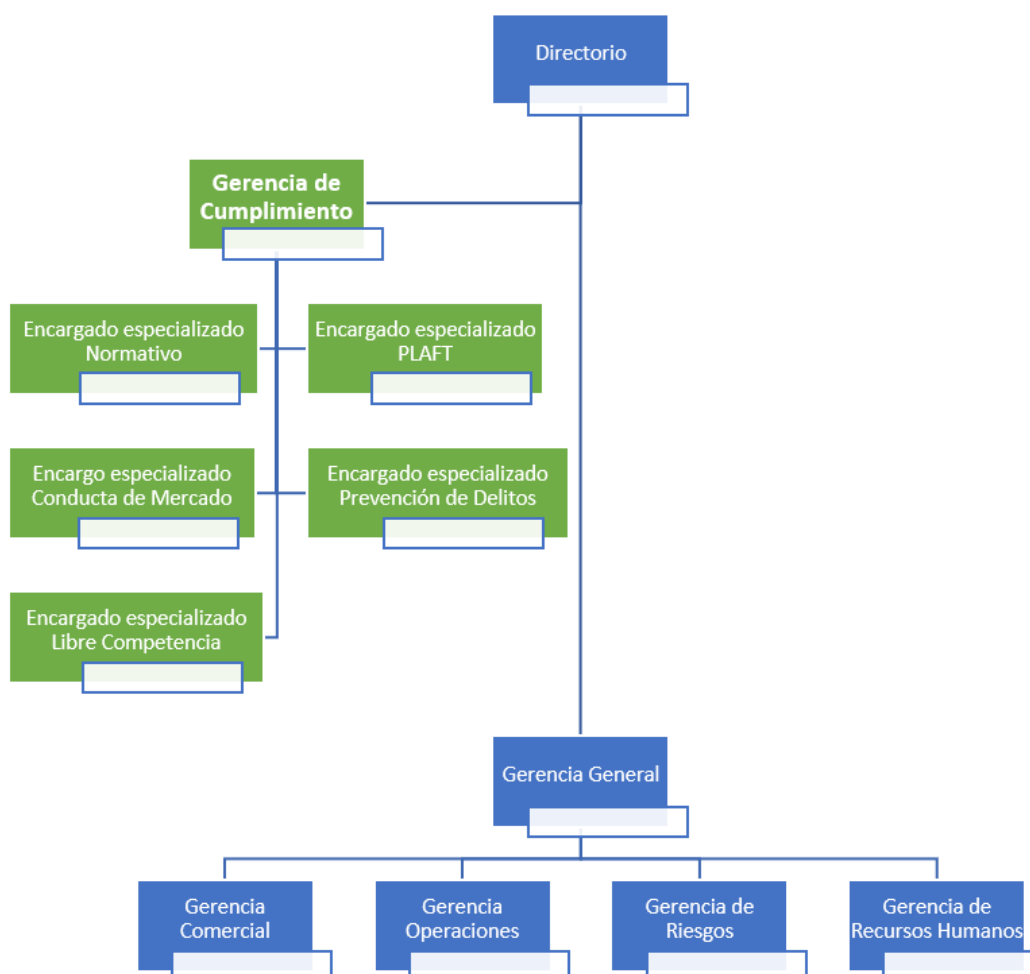 Directorio
Gerencia de
Cumplimiento
Encargado especializado
Normativo
Encargado especializado
PLAFT
Encargo especializado
Conducta de Mercado
Encargado especializado
Prevención de Delitos
Encargado especializado
Libre Competencia
Gerencia General
Gerencia
Comercial
Gerencia
Operaciones
Gerencia de
Riesgos
Gerencia de
Recursos Humanos